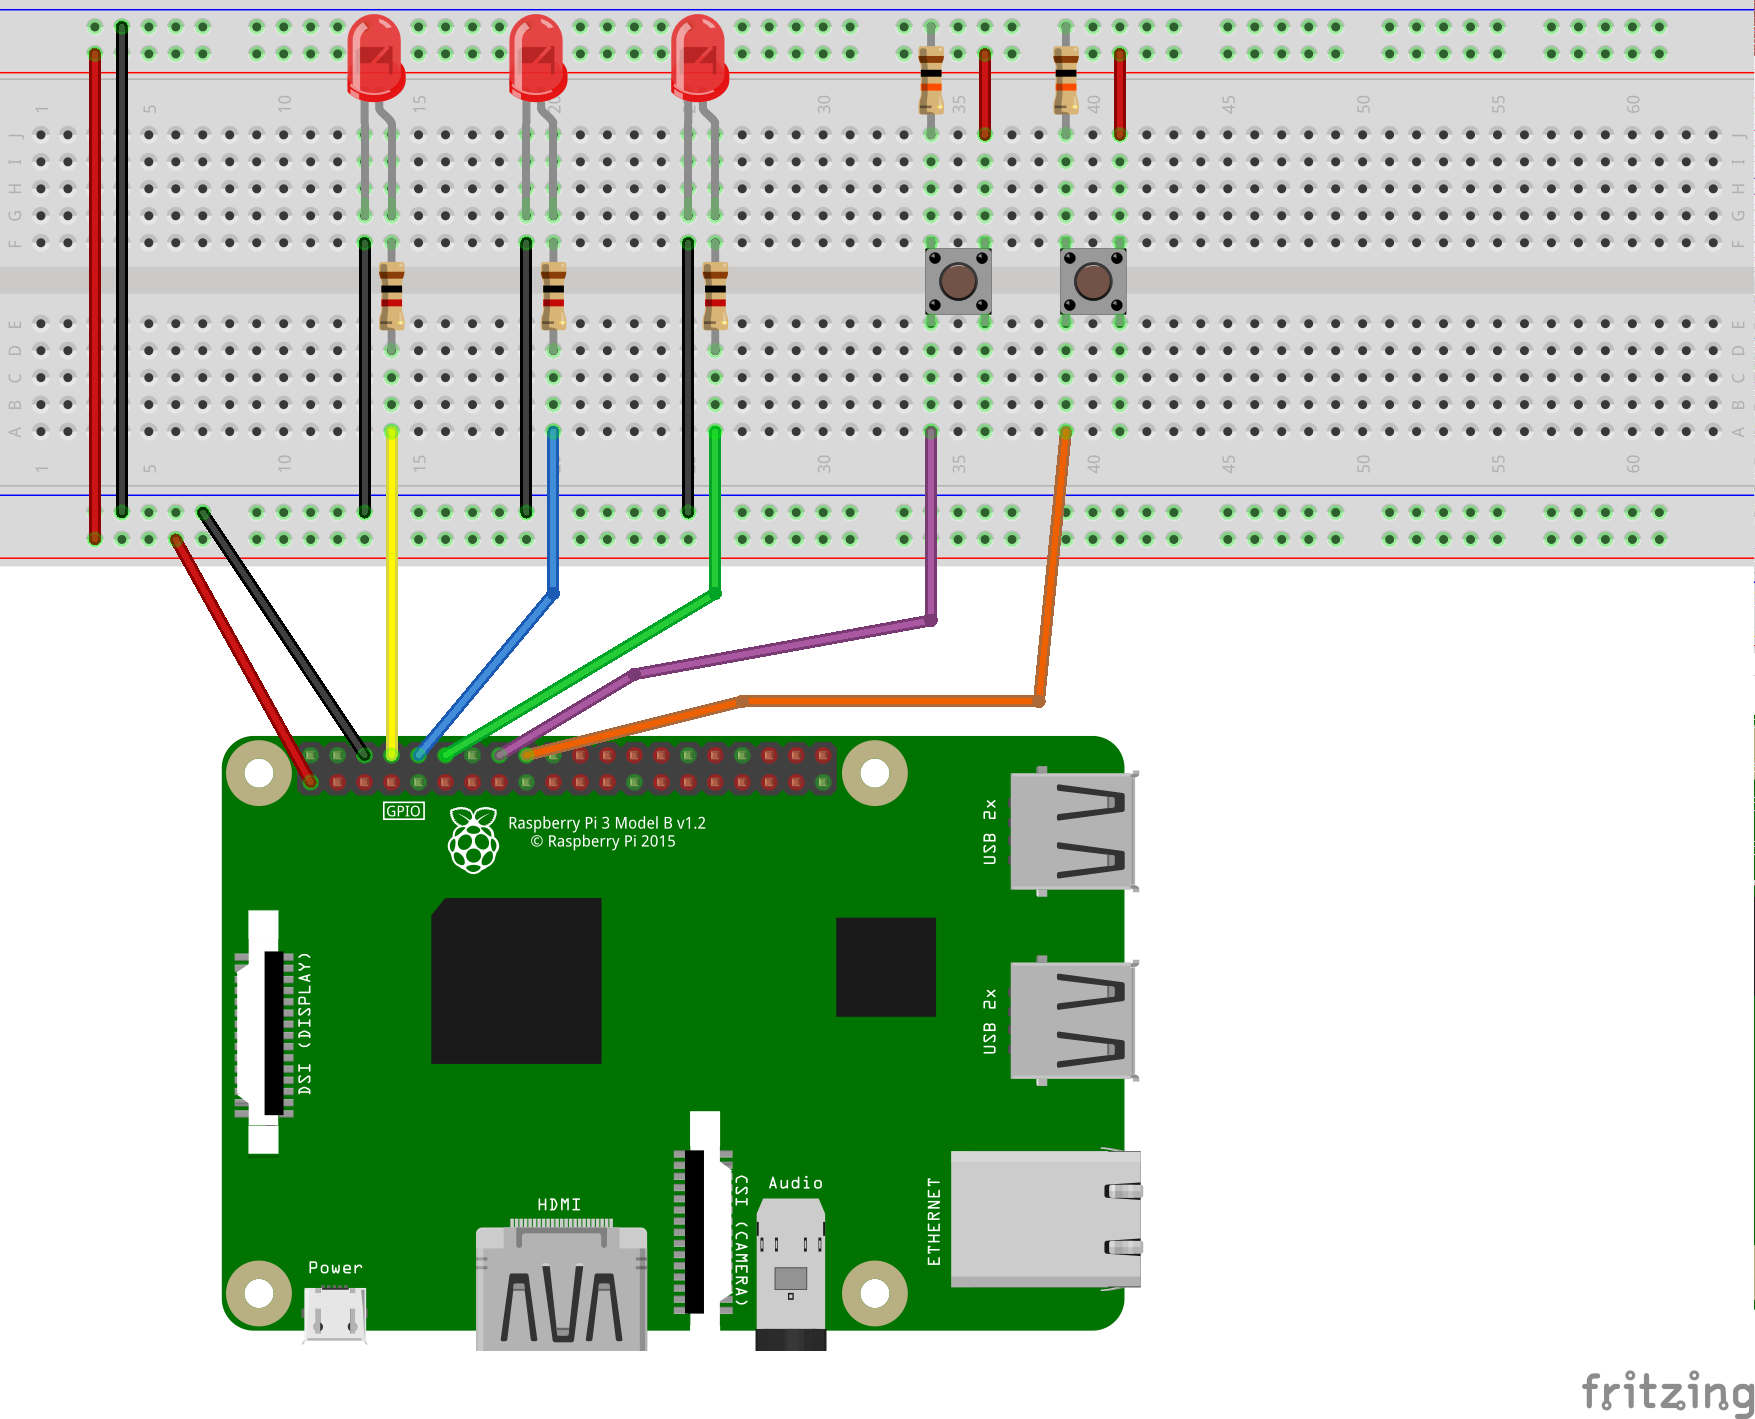 1 5 10 15 20 25 30 35 40 45 50 55 60
J J
I I
H H
G G
F F
E E
D D
C C
B B
A A
1 5 10 15 30 35 40 45 50 55 60
GPIO
Raspberry Pi 3 Model B v1.2
© Raspberry Pi 2015
USB 2x
USB 2x
DSI (DISPLAY)
CSI (CAMERA)
Audio
ETHERNET
HDMI
Power
fritzing